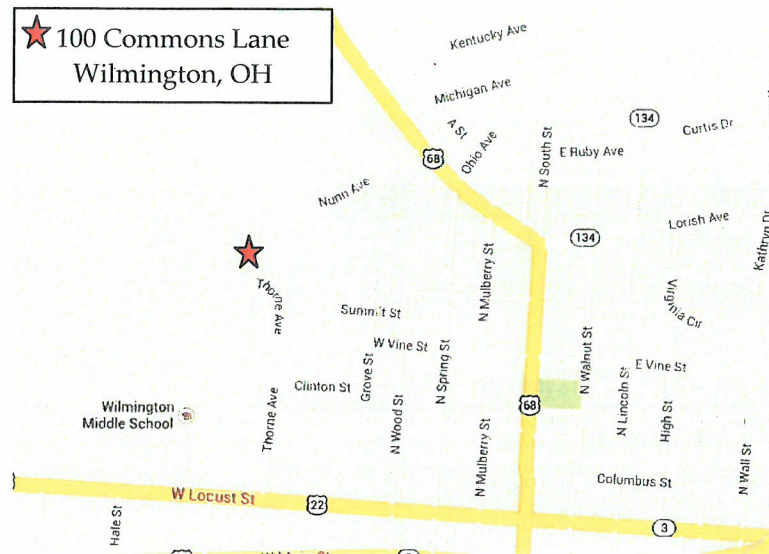 100 Commons Lane
Wilmington, OH
Kentucky Ave
Michigan Ave
A St
Ohio Ave
68
N South St
E Ruby Ave
134
Curtis Dr
Nunn Ave
Lorish Ave
134
Kathryn Dr
Thorne Ave
Summit St
N Mulberry St
Virginia Cir
W Vine St
N Spring St
Grove St
N Walnut St
E Vine St
Clinton St
Wilmington
Middle School
Thorne Ave
N Wood St
68
N Lincoln St
High St
N Mulberry St
N Wall St
Columbus St
W Locust St
22
3
Hale St